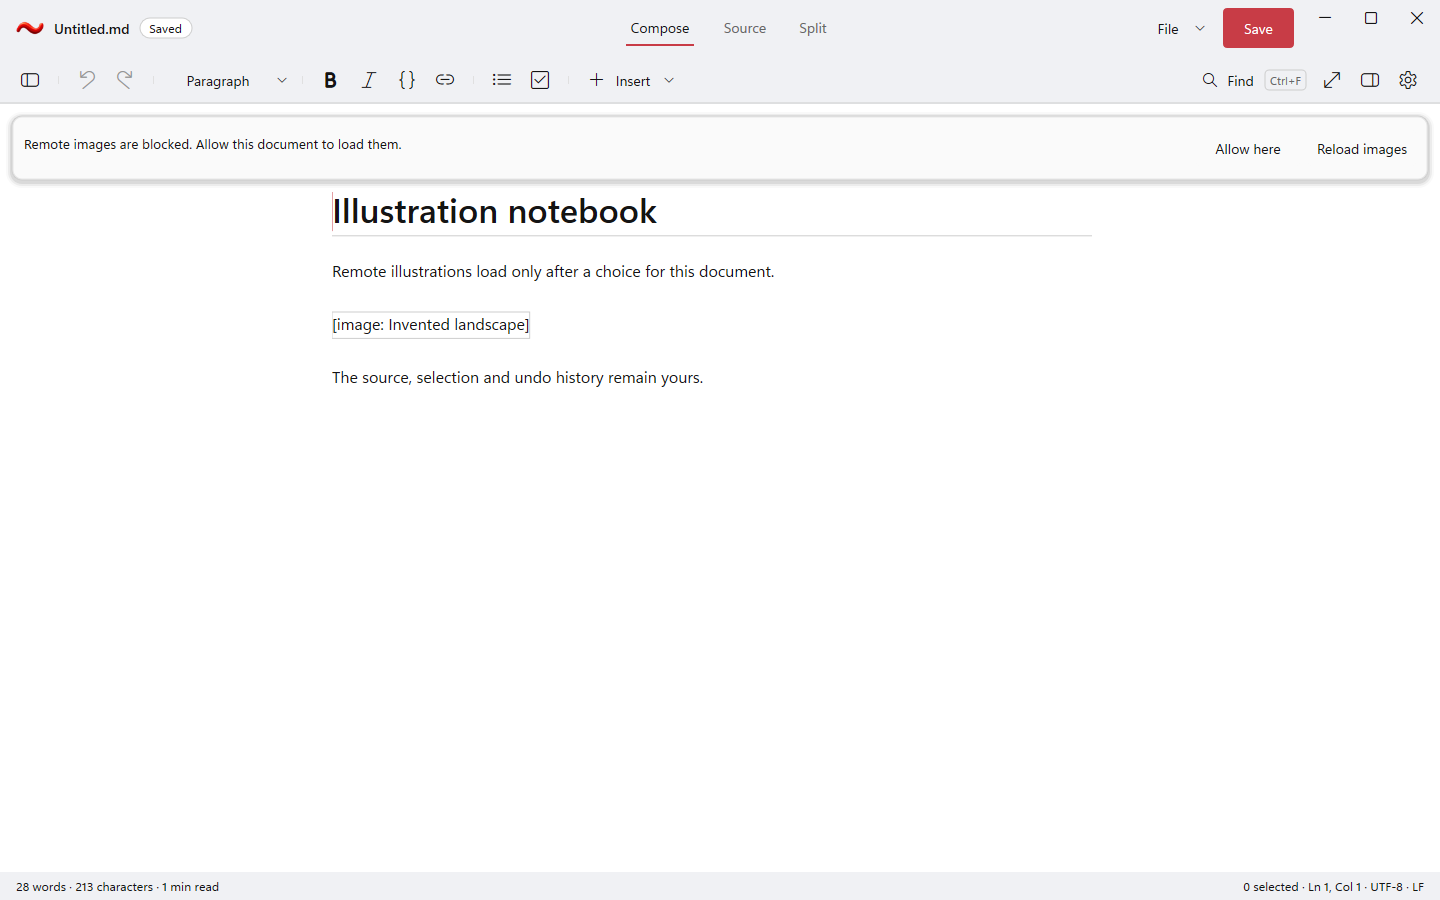 Untitled.md Saved Compose Source Split File Save
Paragraph B I {} Insert Find Ctrl+F
Remote images are blocked. Allow this document to load them.
Allow here Reload images
Illustration notebook
Remote illustrations load only after a choice for this document.
[image: Invented landscape]
The source, selection and undo history remain yours.
28 words · 213 characters · 1 min read 0 selected · Ln 1, Col 1 · UTF-8 · LF